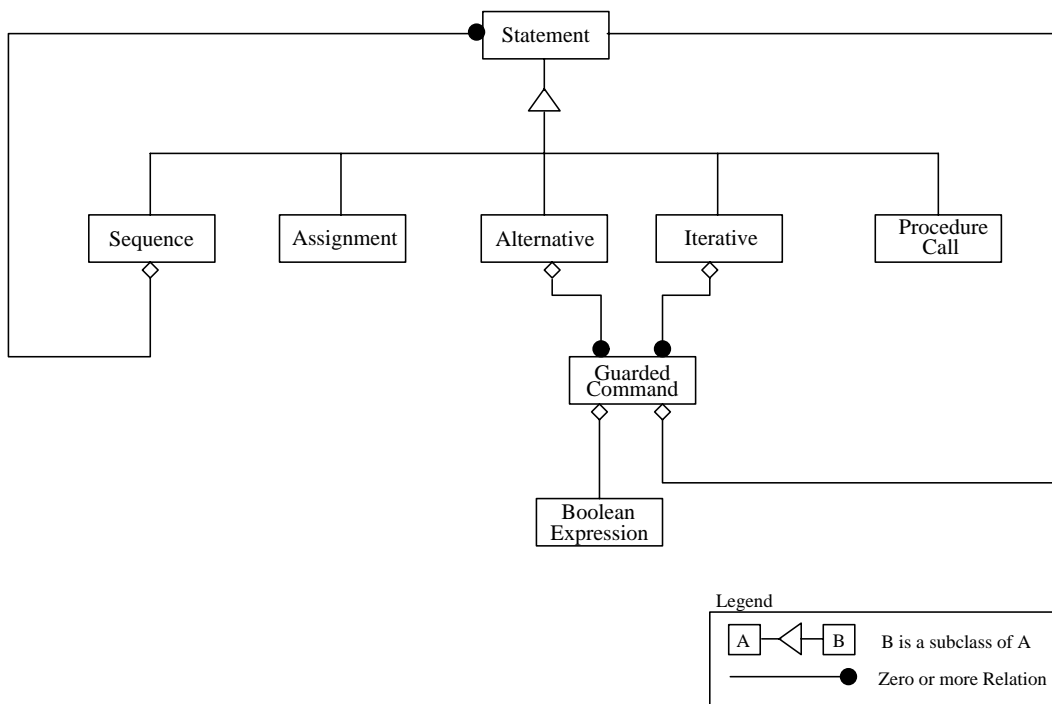 Statement
Sequence
Assignment
Alternative
Iterative
Procedure
Call
Guarded
Command
Boolean
Expression
Legend
A
B
B is a subclass of A
Zero or more Relation